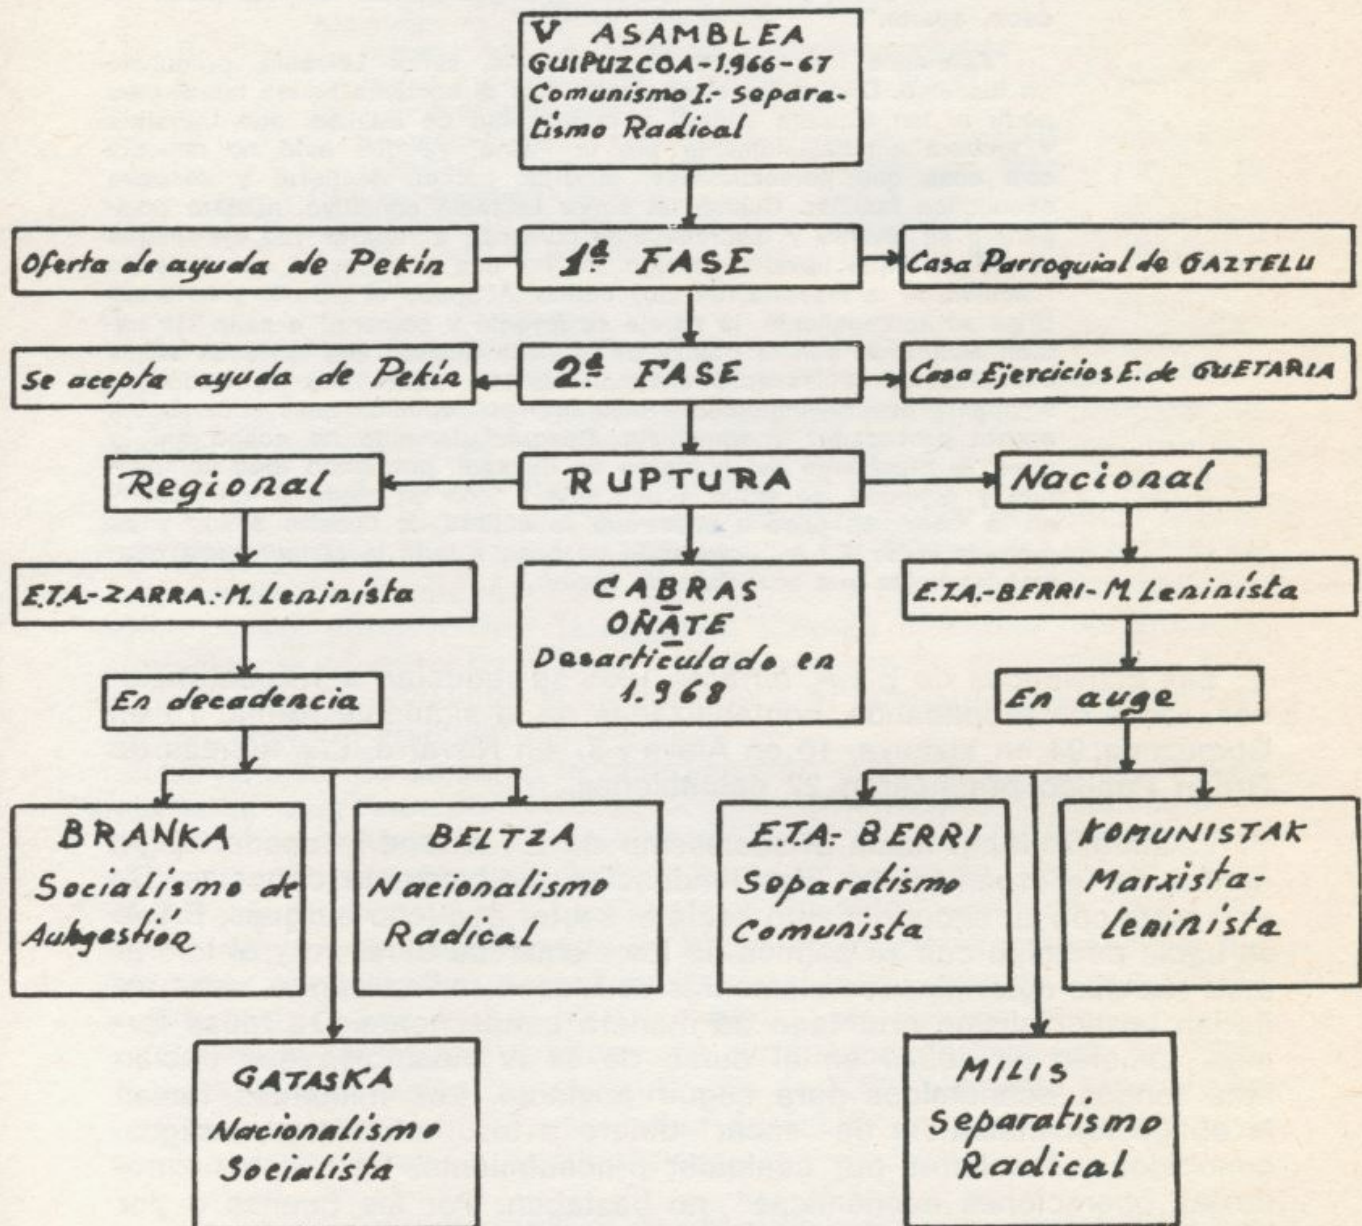 V ASAMBLEA
GUIPUZCOA-1.966-67
Comunismo I.- Separa-
tismo Radical
Oferta de ayuda de Pekín
1ª FASE
Casa Parroquial de GAZTELU
Se acepta ayuda de Pekín
2ª FASE
Casa Ejercicios E. de GUETARIA
Regional
RUPTURA
Nacional
E.T.A.-ZARRA.-M. Leninísta
CABRAS
OÑATE
Desarticulado en
1.968
E.T.A.-BERRI-M. Leninísta
En decadencia
En auge
BRANKA
Socialismo de
Autogestión
BELTZA
Nacionalismo
Radical
E.T.A.- BERRI
Separatismo
Comunista
KOMUNISTAK
Marxista-
leninísta
GATASKA
Nacionalismo
Socialista
MILIS
Separatismo
Radical